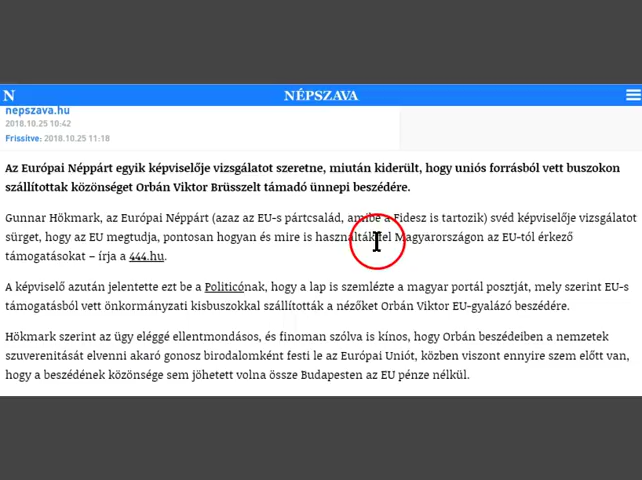 N NÉPSZAVA
nepszava.hu
2018.10.25 10:42
Frissítve: 2018.10.25 11:18
Az Európai Néppárt egyik képviselője vizsgálatot szeretne, miután kiderült, hogy uniós forrásból vett buszokon
szállítottak közönséget Orbán Viktor Brüsszelt támadó ünnepi beszédére.
Gunnar Hökmark, az Európai Néppárt (azaz az EU-s pártcsalád, amibe a Fidesz is tartozik) svéd képviselője vizsgálatot
sürget, hogy az EU megtudja, pontosan hogyan és mire is használták fel Magyarországon az EU-tól érkező
támogatásokat – írja a 444.hu.
A képviselő azután jelentette ezt be a Politicónak, hogy a lap is szemlézte a magyar portál posztját, mely szerint EU-s
támogatásból vett önkormányzati kisbuszokkal szállították a nézőket Orbán Viktor EU-gyalázó beszédére.
Hökmark szerint az ügy eléggé ellentmondásos, és finoman szólva is kínos, hogy Orbán beszédeiben a nemzetek
szuverenitását elvenni akaró gonosz birodalomként festi le az Európai Uniót, közben viszont ennyire szem előtt van,
hogy a beszédének közönsége sem jöhetett volna össze Budapesten az EU pénze nélkül.